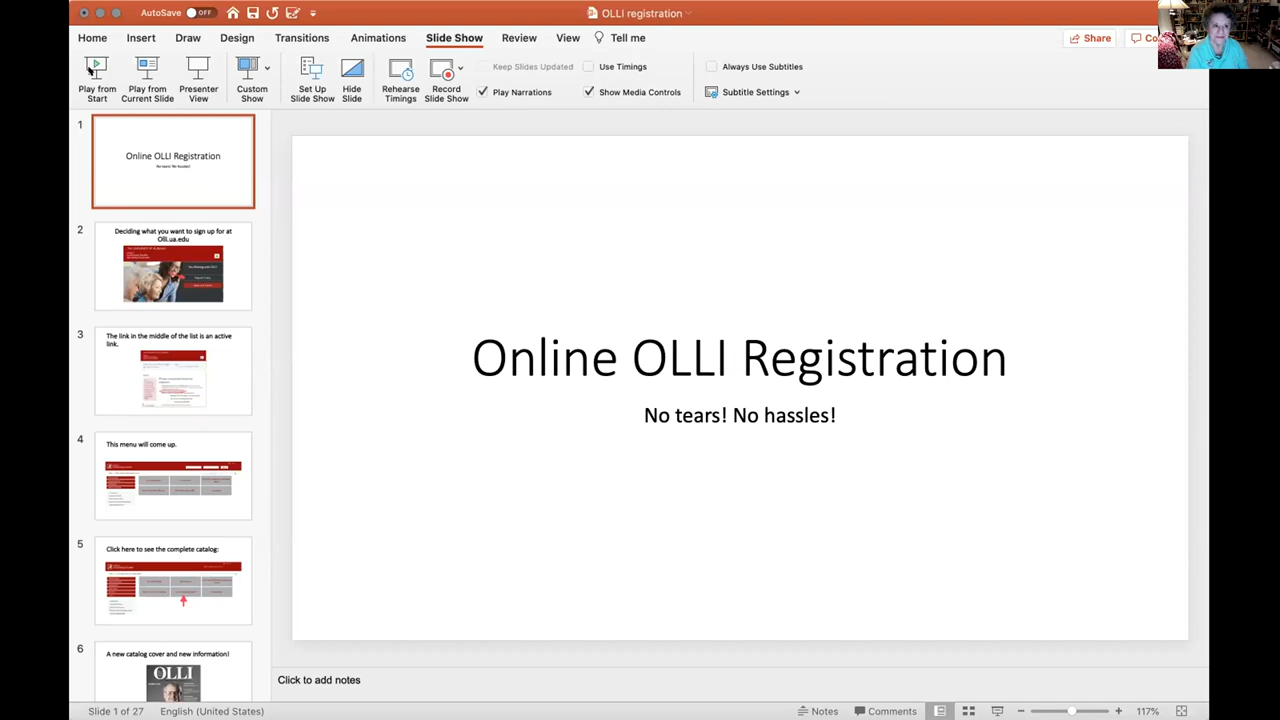 AutoSave OFF
OLLI registration
Home Insert Draw Design Transitions Animations Slide Show Review View Tell me
Share
Play from Start
Play from Current Slide
Presenter View
Custom Show
Set Up Slide Show
Hide Slide
Rehearse Timings
Record Slide Show
Keep Slides Updated
Use Timings
Play Narrations
Show Media Controls
Always Use Subtitles
Subtitle Settings
1
Online OLLI Registration
No tears! No hassles!
2
Deciding what you want to sign up for at
Olli.ua.edu
3
The link in the middle of the list is an active
link.
4
This menu will come up.
5
Click here to see the complete catalog:
6
A new catalog cover and new information!
OLLI
Online OLLI Registration
No tears! No hassles!
Click to add notes
Slide 1 of 27 English (United States) Notes Comments 117%